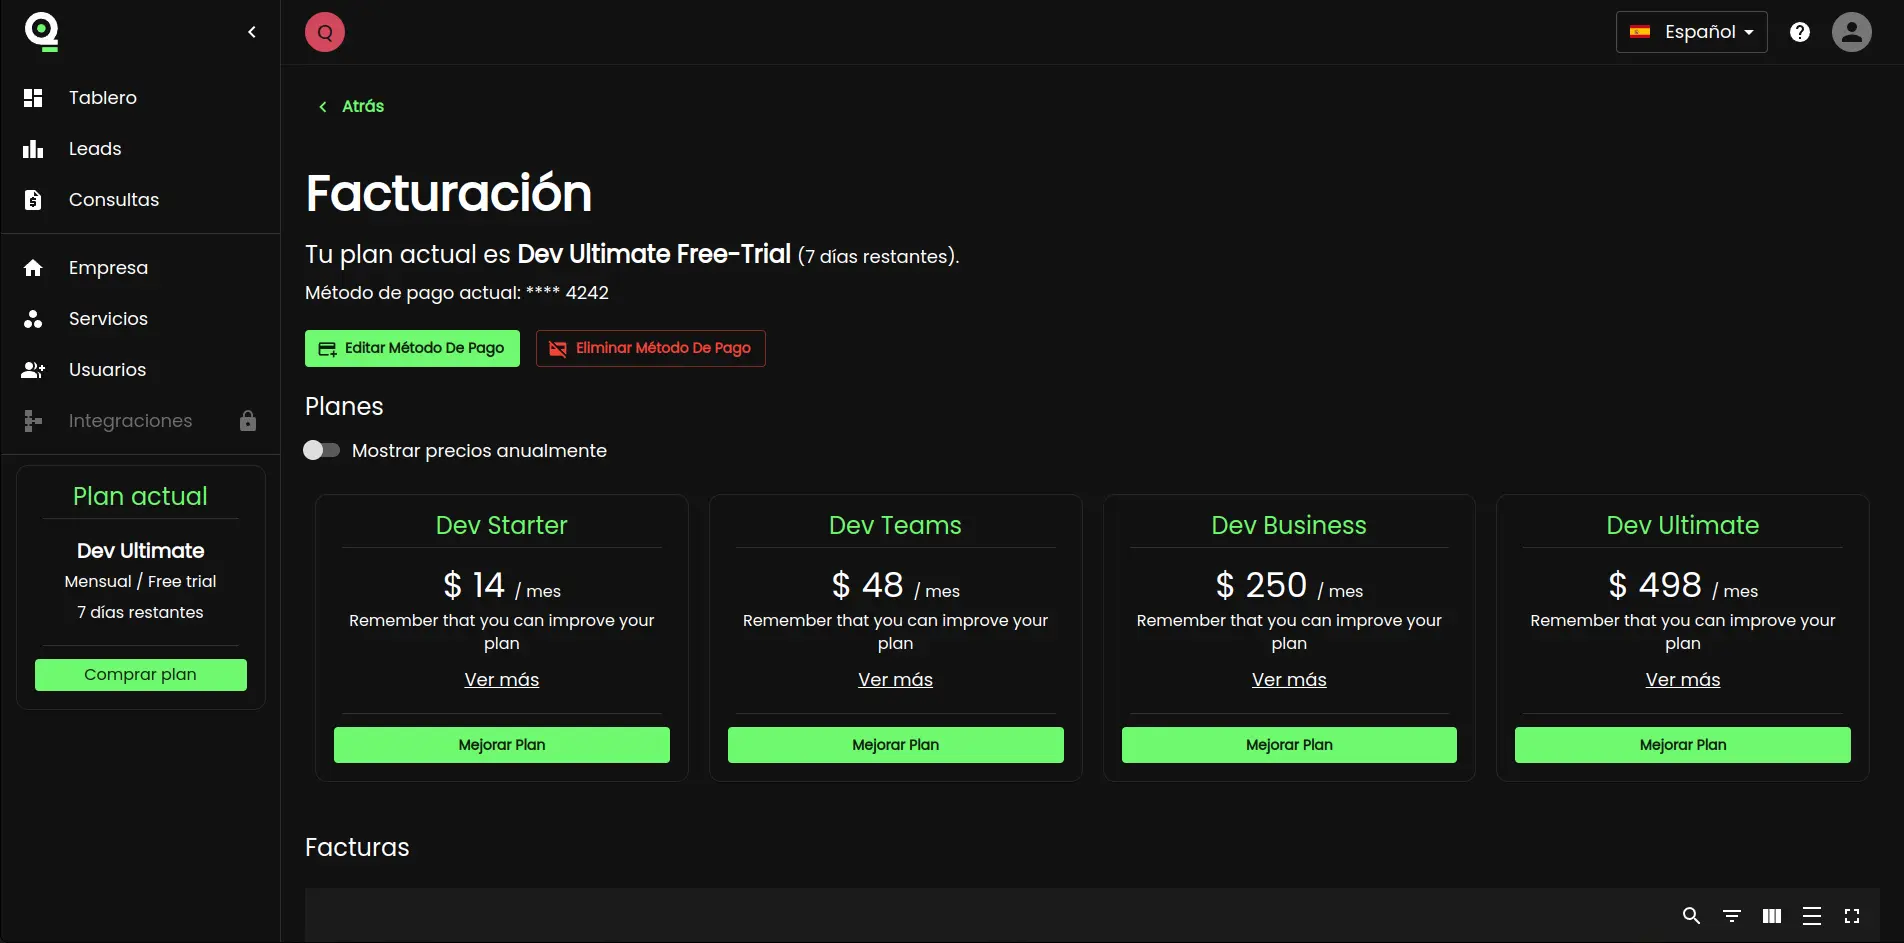 Q
Español
Tablero
Leads
Consultas
Empresa
Servicios
Usuarios
Integraciones
Plan actual
Dev Ultimate
Mensual / Free trial
7 días restantes
Comprar plan
Atrás
Facturación
Tu plan actual es Dev Ultimate Free-Trial (7 días restantes).
Método de pago actual: **** 4242
Editar Método De Pago
Eliminar Método De Pago
Planes
Mostrar precios anualmente
Dev Starter
$ 14 / mes
Remember that you can improve your
plan
Ver más
Mejorar Plan
Dev Teams
$ 48 / mes
Remember that you can improve your
plan
Ver más
Mejorar Plan
Dev Business
$ 250 / mes
Remember that you can improve your
plan
Ver más
Mejorar Plan
Dev Ultimate
$ 498 / mes
Remember that you can improve your
plan
Ver más
Mejorar Plan
Facturas